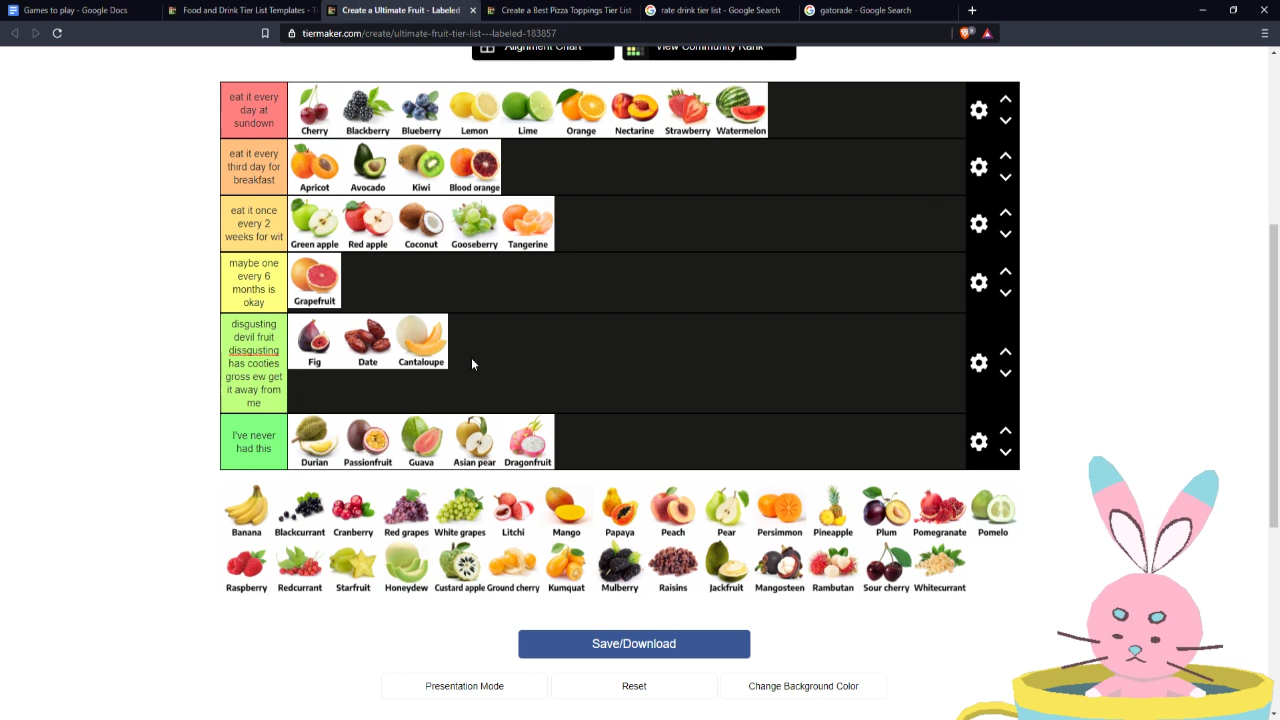 Games to play - Google Docs
Food and Drink Tier List Templates - T
Create a Ultimate Fruit - Labeled
Create a Best Pizza Toppings Tier List
rate drink tier list - Google Search
gatorade - Google Search
tiermaker.com/create/ultimate-fruit-tier-list---labeled-183857
9
Alignment Chart
View Community Rank
eat it every
day at
sundown
Cherry Blackberry Blueberry Lemon Lime Orange Nectarine Strawberry Watermelon
eat it every
third day for
breakfast
Apricot Avocado Kiwi Blood orange
eat it once
every 2
weeks for wit
Green apple Red apple Coconut Gooseberry Tangerine
maybe one
every 6
months is
okay
Grapefruit
disgusting
devil fruit
dissgusting
has cooties
gross ew get
it away from
me
Fig Date Cantaloupe
I've never
had this
Durian Passionfruit Guava Asian pear Dragonfruit
Banana Blackcurrant Cranberry Red grapes White grapes Litchi Mango Papaya Peach Pear Persimmon Pineapple Plum Pomegranate Pomelo
Raspberry Redcurrant Starfruit Honeydew Custard apple Ground cherry Kumquat Mulberry Raisins Jackfruit Mangosteen Rambutan Sour cherry Whitecurrant
Save/Download
Presentation Mode
Reset
Change Background Color